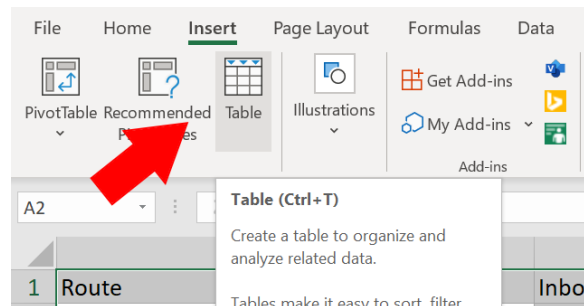 File Home Insert Page Layout Formulas Data
PivotTable Recommended Table Illustrations Get Add-ins
My Add-ins
Add-ins
A2
Table (Ctrl+T)
Create a table to organize and
analyze related data.
Tables make it easy to sort, filter
1 Route Inbo